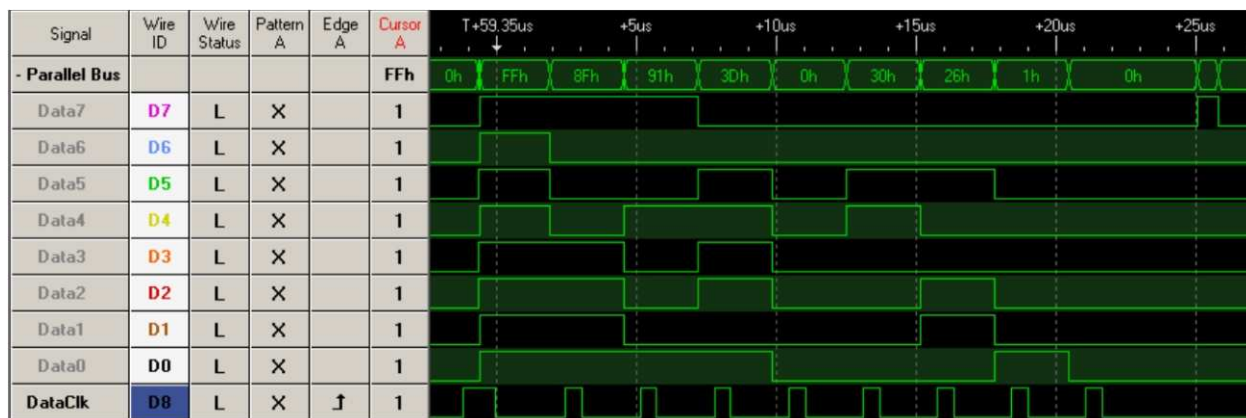 Signal Wire ID Wire Status Pattern A Edge A Cursor A T+59.35us +5us +10us +15us +20us +25us
- Parallel Bus FFh 0h FFh 8Fh 91h 3Dh 0h 30h 26h 1h 0h
Data7 D7 L X 1
Data6 D6 L X 1
Data5 D5 L X 1
Data4 D4 L X 1
Data3 D3 L X 1
Data2 D2 L X 1
Data1 D1 L X 1
Data0 D0 L X 1
DataClk D8 L X 1